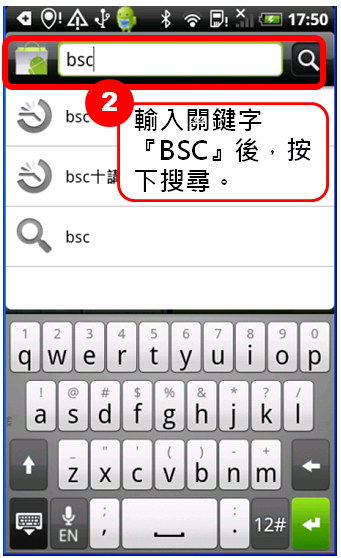 17:50
bsc
2
bsc
輸入關鍵字
『BSC』後，按
下搜尋。
bsc十講
bsc
1 2 3 4 5 6 7 8 9 0
q w e r t y u i o p
! @ # $ % & * ? /
a s d f g h j k l
_ " ' ( ) - +
z x c v b n m
EN , ; . : 12#